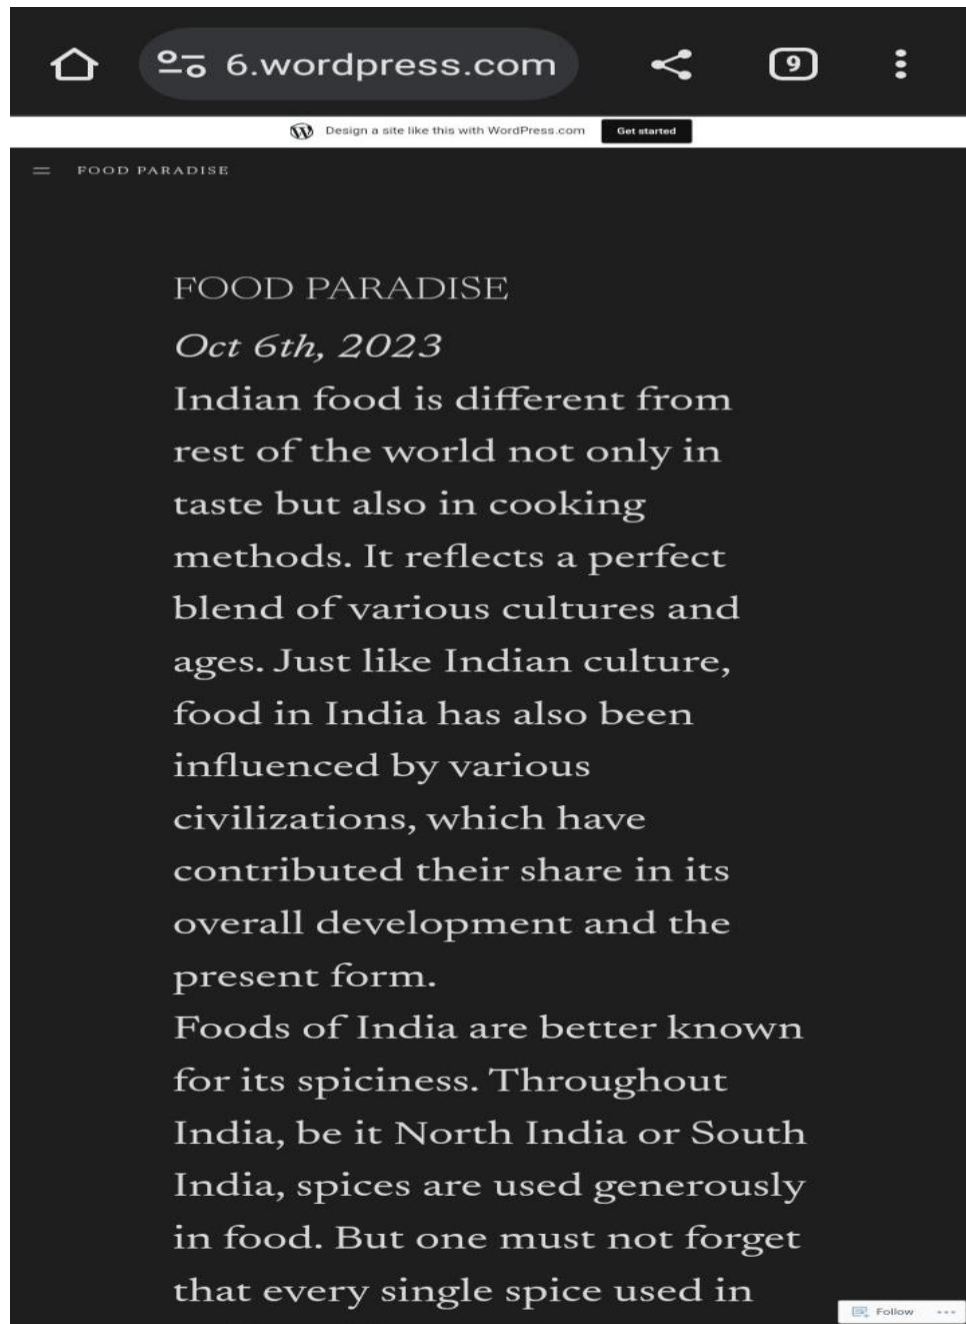 6.wordpress.com
9
Design a site like this with WordPress.com
Get started
FOOD PARADISE
FOOD PARADISE
Oct 6th, 2023
Indian food is different from
rest of the world not only in
taste but also in cooking
methods. It reflects a perfect
blend of various cultures and
ages. Just like Indian culture,
food in India has also been
influenced by various
civilizations, which have
contributed their share in its
overall development and the
present form.
Foods of India are better known
for its spiciness. Throughout
India, be it North India or South
India, spices are used generously
in food. But one must not forget
that every single spice used in
Follow